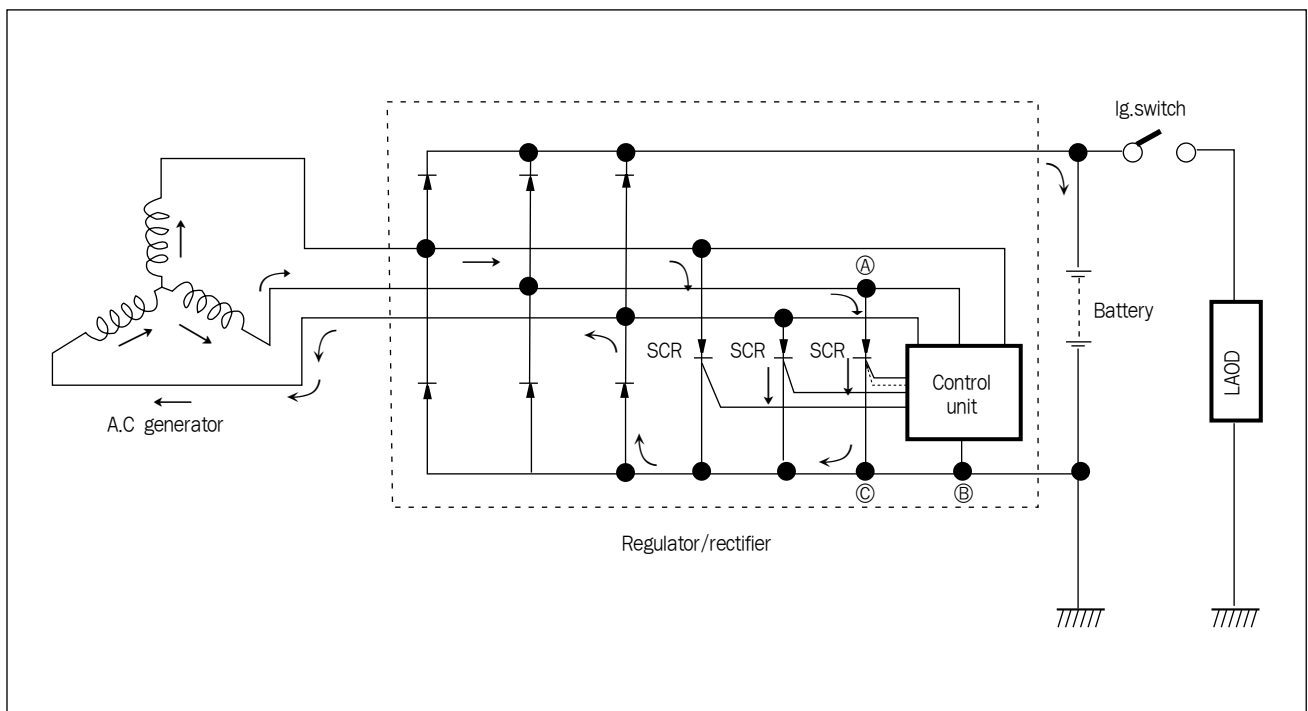 Ig.switch
Ⓐ
SCR
SCR
SCR
Battery
LAOD
Control
unit
A.C generator
Ⓒ
Ⓑ
Regulator/rectifier